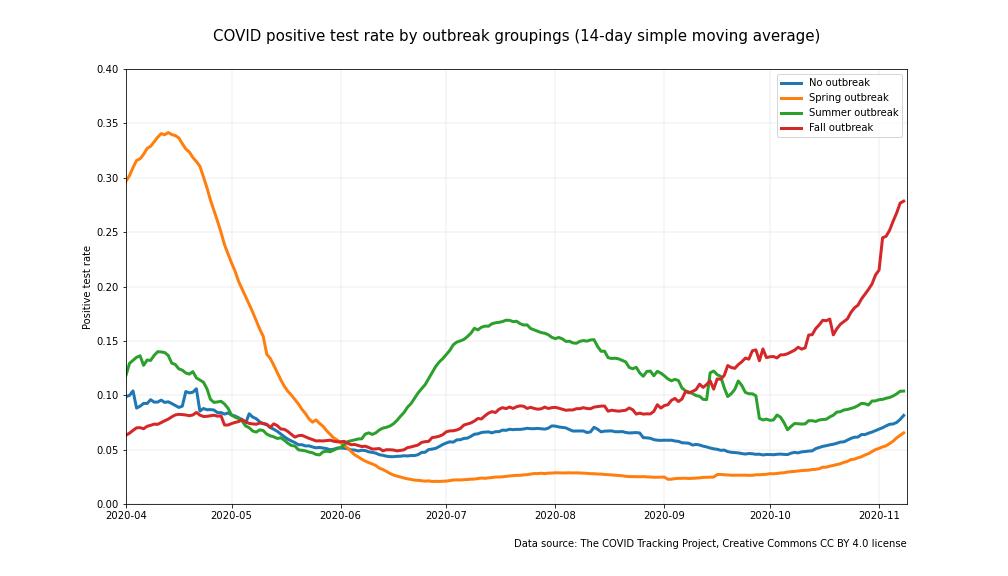 COVID positive test rate by outbreak groupings (14-day simple moving average)
0.40
0.35
0.30
0.25
0.20
0.15
0.10
0.05
0.00
Positive test rate
No outbreak
Spring outbreak
Summer outbreak
Fall outbreak
2020-04 2020-05 2020-06 2020-07 2020-08 2020-09 2020-10 2020-11
Data source: The COVID Tracking Project, Creative Commons CC BY 4.0 license